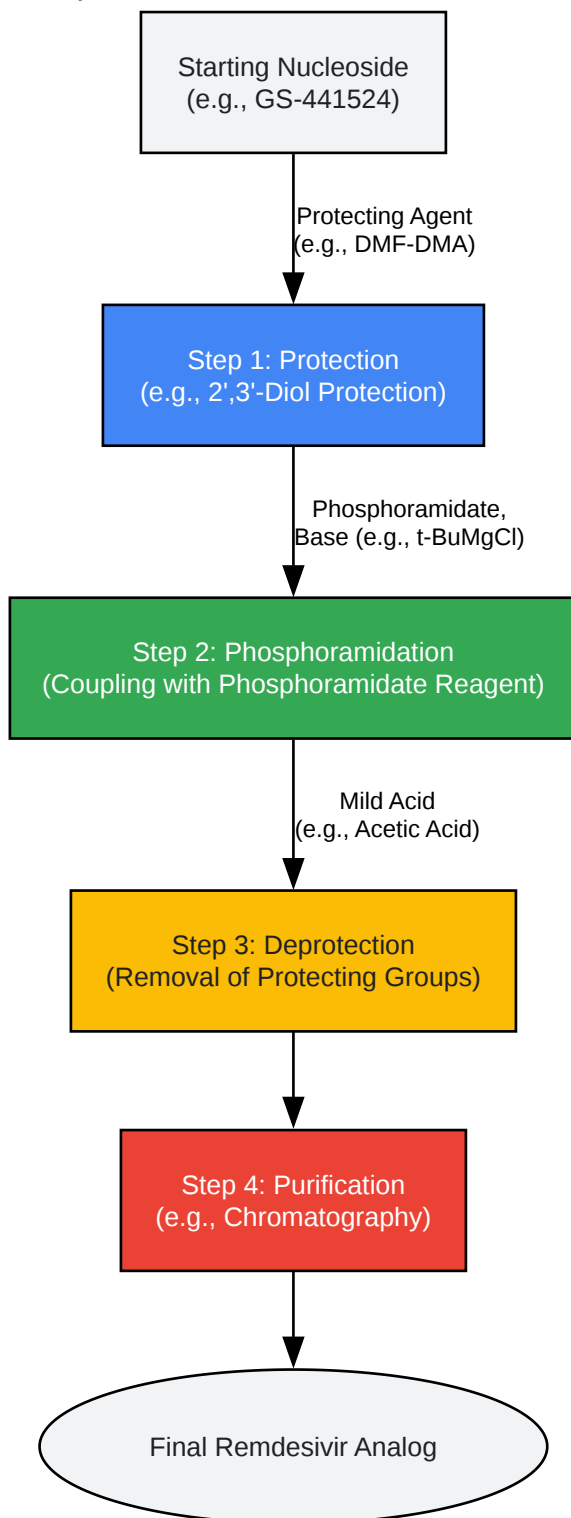 Starting Nucleoside
(e.g., GS-441524)
Protecting Agent
(e.g., DMF-DMA)
Step 1: Protection
(e.g., 2',3'-Diol Protection)
Phosphoramidate,
Base (e.g., t-BuMgCl)
Step 2: Phosphoramidation
(Coupling with Phosphoramidate Reagent)
Mild Acid
(e.g., Acetic Acid)
Step 3: Deprotection
(Removal of Protecting Groups)
Step 4: Purification
(e.g., Chromatography)
Final Remdesivir Analog